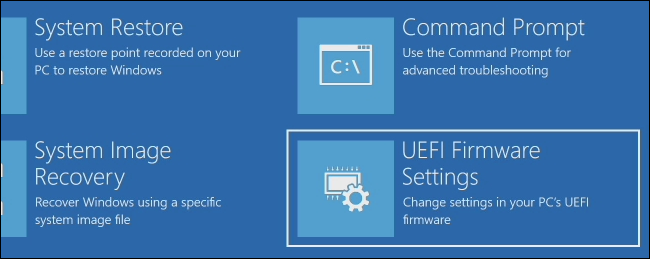 System Restore
Use a restore point recorded on your
PC to restore Windows
Command Prompt
Use the Command Prompt for
advanced troubleshooting
C:\
System Image
Recovery
Recover Windows using a specific
system image file
UEFI Firmware
Settings
Change settings in your PC's UEFI
firmware